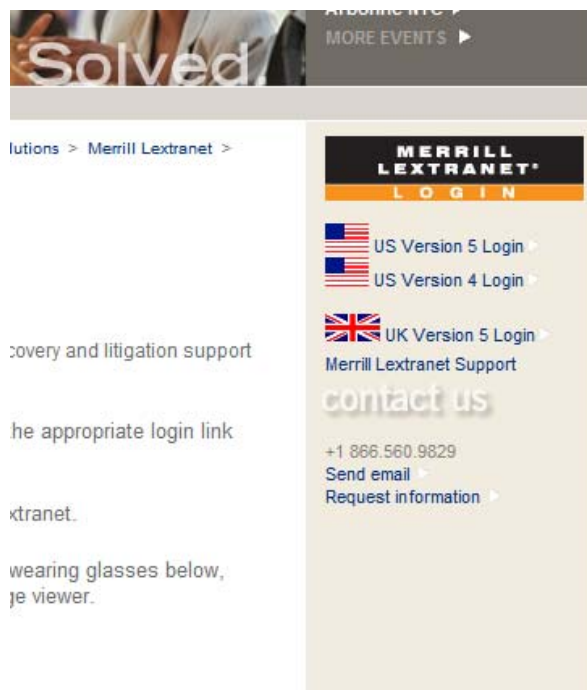 Solved.
Arbonne NYC
MORE EVENTS
lutions > Merrill Lextranet >
MERRILL
LEXTRANET®
LOGIN
US Version 5 Login
US Version 4 Login
UK Version 5 Login
covery and litigation support
Merrill Lextranet Support
contact us
he appropriate login link
+1 866.560.9829
Send email
Request information
xtranet.
wearing glasses below,
ge viewer.